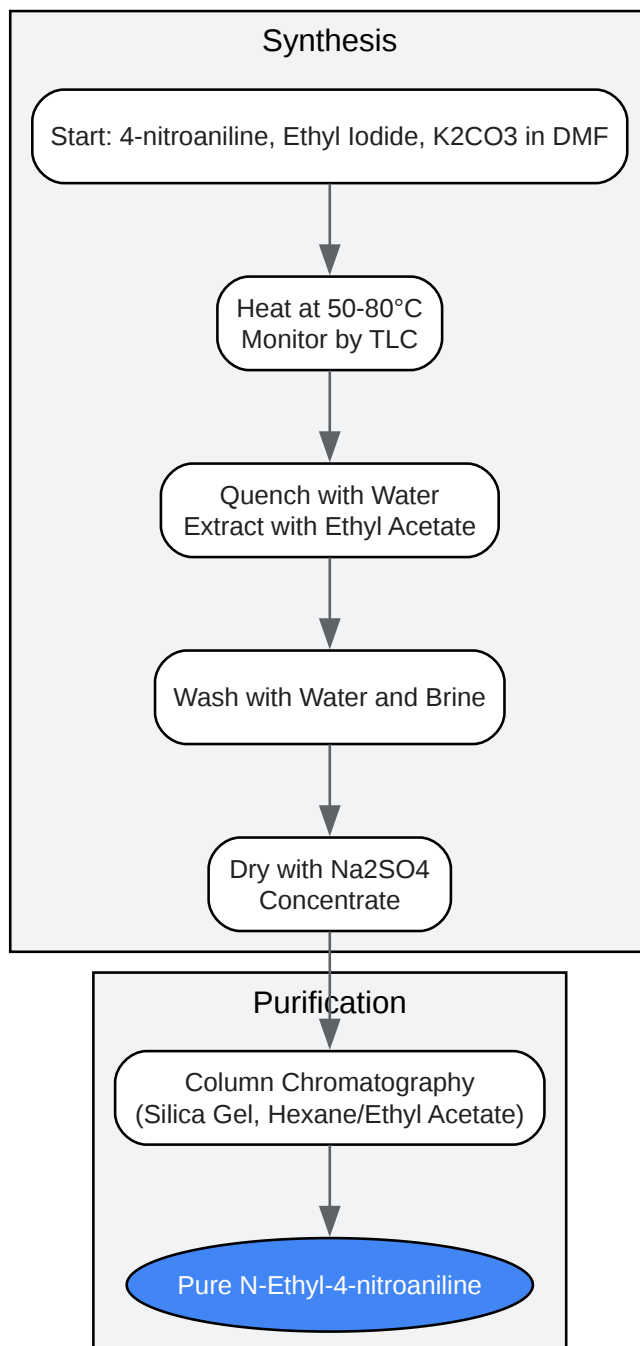 Synthesis
Start: 4-nitroaniline, Ethyl Iodide, K2CO3 in DMF
Heat at 50-80°C
Monitor by TLC
Quench with Water
Extract with Ethyl Acetate
Wash with Water and Brine
Dry with Na2SO4
Concentrate
Purification
Column Chromatography
(Silica Gel, Hexane/Ethyl Acetate)
Pure N-Ethyl-4-nitroaniline